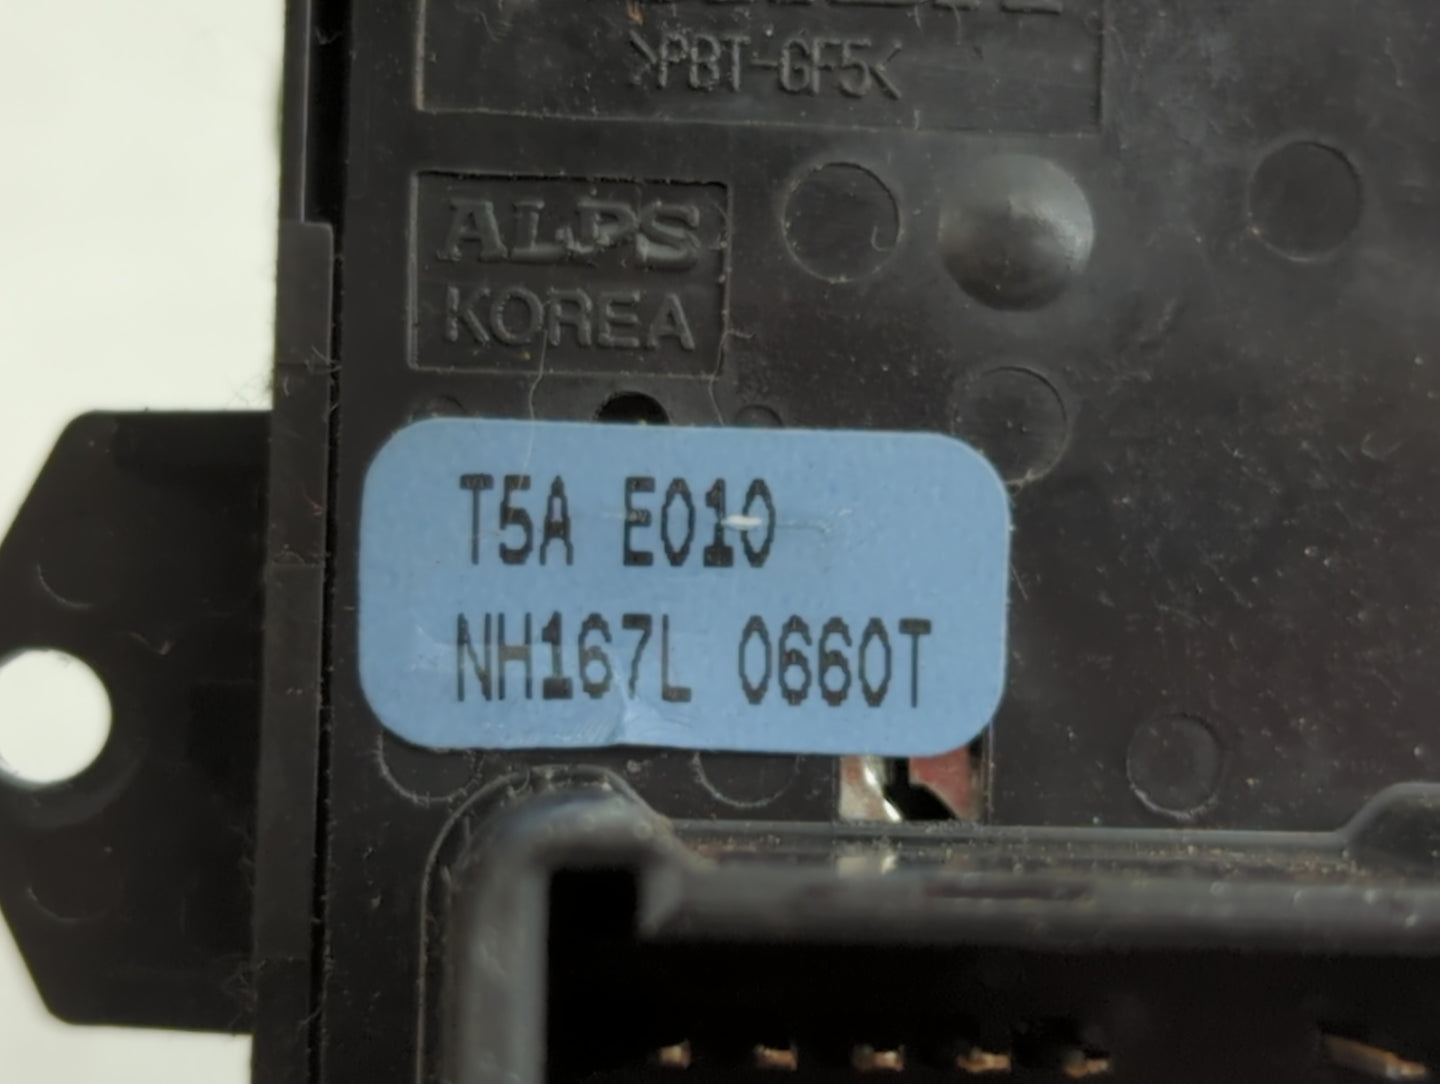 >PBT-GF5<
ALPS
KOREA
T5A E010
NH167L 0660T